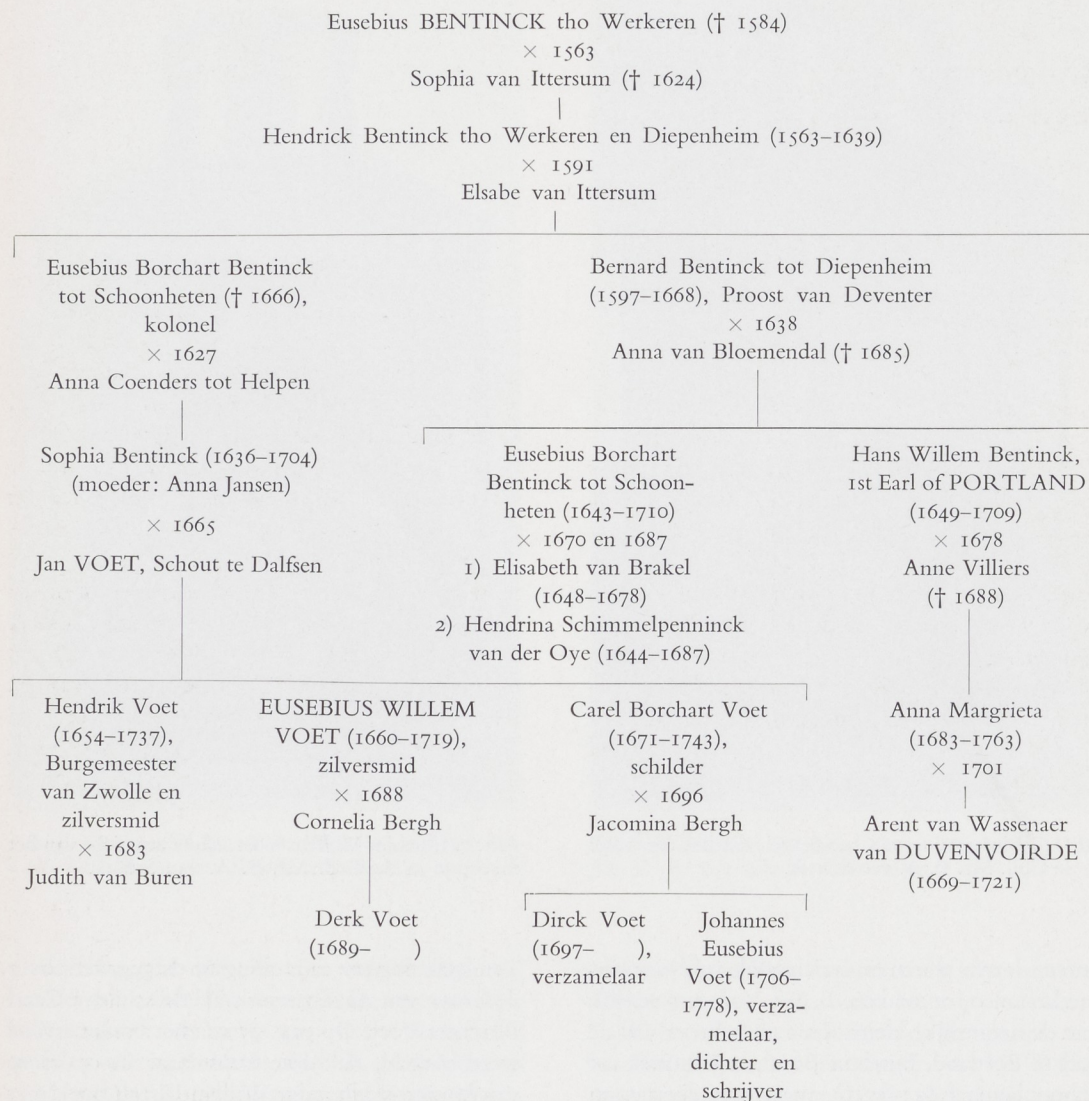 Eusebius BENTINCK tho Werkeren († 1584)
× 1563
Sophia van Ittersum († 1624)
Hendrick Bentinck tho Werkeren en Diepenheim (1563–1639)
× 1591
Elsabe van Ittersum
Eusebius Borchart Bentinck
tot Schoonheten († 1666),
kolonel
× 1627
Anna Coenders tot Helpen
Bernard Bentinck tot Diepenheim
(1597–1668), Proost van Deventer
× 1638
Anna van Bloemendal († 1685)
Sophia Bentinck (1636–1704)
(moeder: Anna Jansen)
× 1665
Jan VOET, Schout te Dalfsen
Eusebius Borchart
Bentinck tot Schoon-
heten (1643–1710)
× 1670 en 1687
1) Elisabeth van Brakel
(1648–1678)
2) Hendrina Schimmelpenninck
van der Oye (1644–1687)
Hans Willem Bentinck,
1st Earl of PORTLAND
(1649–1709)
× 1678
Anne Villiers
(† 1688)
Hendrik Voet
(1654–1737),
Burgemeester
van Zwolle en
zilversmid
× 1683
Judith van Buren
EUSEBIUS WILLEM
VOET (1660–1719),
zilversmid
× 1688
Cornelia Bergh
Carel Borchart Voet
(1671–1743),
schilder
× 1696
Jacomina Bergh
Anna Margrieta
(1683–1763)
× 1701
Arent van Wassenaer
van DUVENVOIRDE
(1669–1721)
Derk Voet
(1689– )
Dirck Voet
(1697– ),
verzamelaar
Johannes
Eusebius
Voet (1706–
1778), verza-
melaar,
dichter en
schrijver